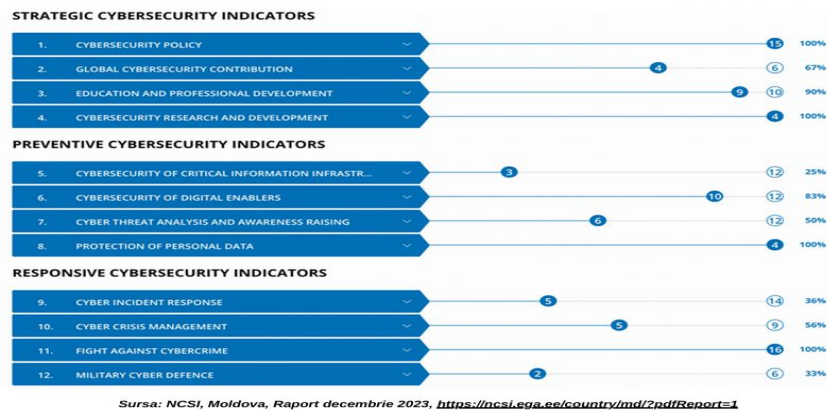 STRATEGIC CYBERSECURITY INDICATORS
1. CYBERSECURITY POLICY 15 100%
2. GLOBAL CYBERSECURITY CONTRIBUTION 4 6 67%
3. EDUCATION AND PROFESSIONAL DEVELOPMENT 9 10 90%
4. CYBERSECURITY RESEARCH AND DEVELOPMENT 4 100%
PREVENTIVE CYBERSECURITY INDICATORS
5. CYBERSECURITY OF CRITICAL INFORMATION INFRASTR... 3 12 25%
6. CYBERSECURITY OF DIGITAL ENABLERS 10 12 83%
7. CYBER THREAT ANALYSIS AND AWARENESS RAISING 6 12 50%
8. PROTECTION OF PERSONAL DATA 4 100%
RESPONSIVE CYBERSECURITY INDICATORS
9. CYBER INCIDENT RESPONSE 5 14 36%
10. CYBER CRISIS MANAGEMENT 5 9 56%
11. FIGHT AGAINST CYBERCRIME 16 100%
12. MILITARY CYBER DEFENCE 2 6 33%
Sursa: NCSI, Moldova, Raport decembrie 2023, https://ncsi.ega.ee/country/md/?pdfReport=1